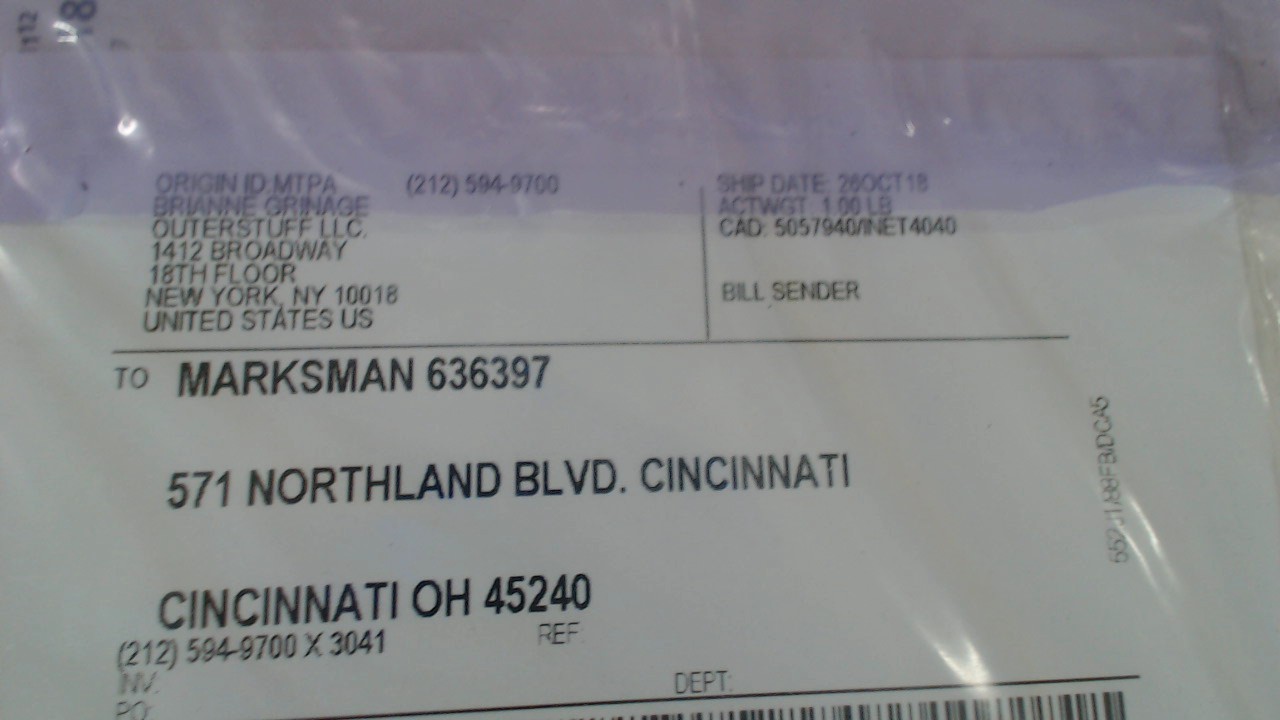 ORIGIN ID:MTPA (212) 594-9700
BRIANNE GRINAGE
OUTERSTUFF LLC.
1412 BROADWAY
18TH FLOOR
NEW YORK, NY 10018
UNITED STATES US
SHIP DATE: 26OCT18
ACTWGT: 1.00 LB
CAD: 5057940/INET4040
BILL SENDER
TO MARKSMAN 636397
571 NORTHLAND BLVD. CINCINNATI
CINCINNATI OH 45240
(212) 594-9700 X 3041 REF:
INV:
PO: DEPT: